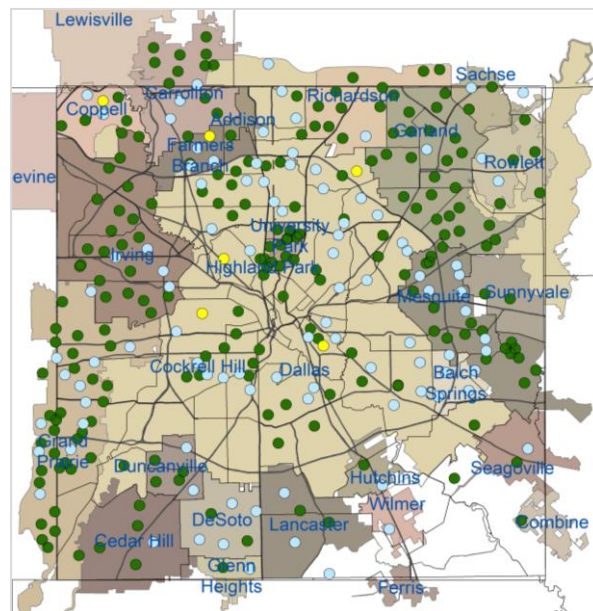 Lewisville
Sachse
Coppell
Carrollton
Richardson
Addison
Garland
Farmers
Branch
Rowlett
evine
University
Park
Irving
Highland Park
Sunnyvale
Mesquite
Cockrell Hill
Dallas
Balch
Springs
Grand
Prairie
Duncanville
Seagoville
Hutchins
Wilmer
DeSoto
Lancaster
Combine
Cedar Hill
Glenn
Heights
Ferris